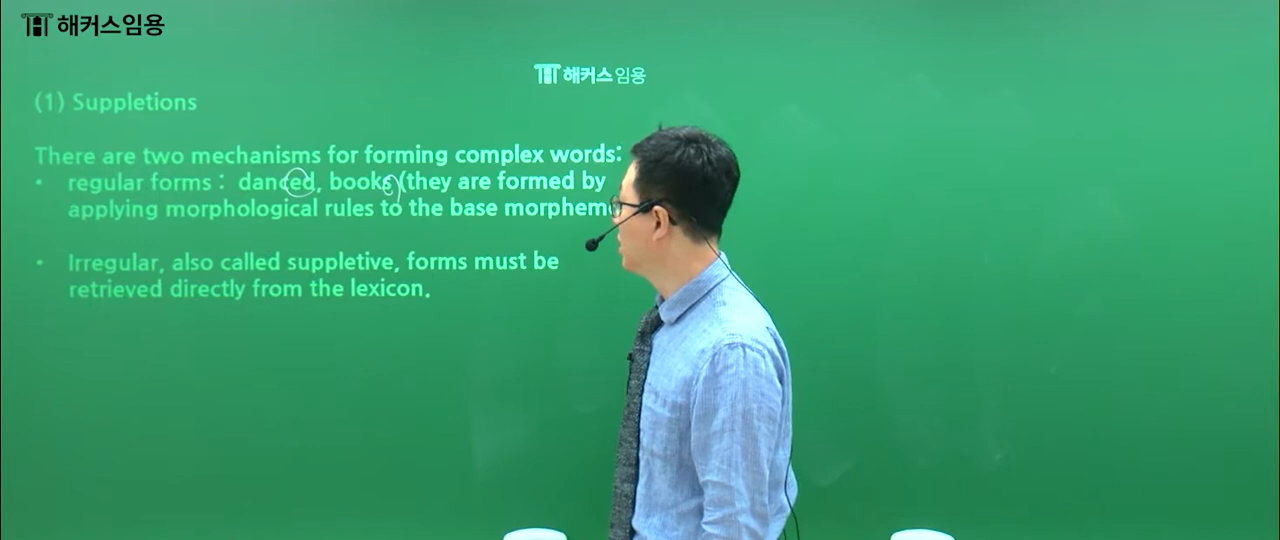 해커스임용
해커스임용
(1) Suppletions
There are two mechanisms for forming complex words:
• regular forms : danced, books (they are formed by
applying morphological rules to the base
• Irregular, also called suppletive, forms must be
retrieved directly from the lexicon.